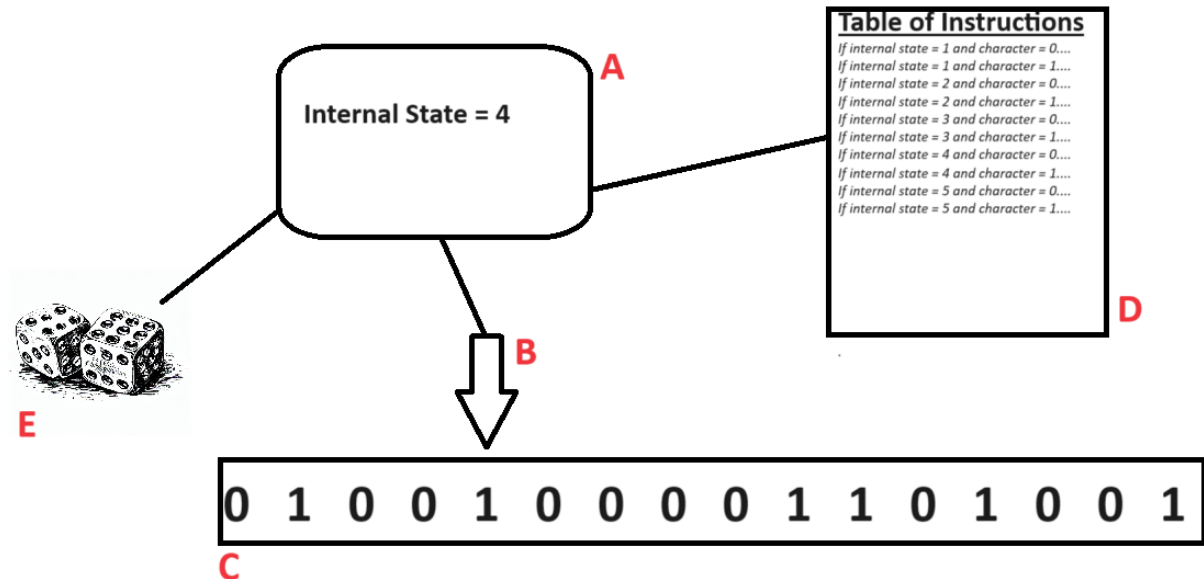 Table of Instructions
If internal state = 1 and character = 0....
If internal state = 1 and character = 1....
If internal state = 2 and character = 0....
If internal state = 2 and character = 1....
If internal state = 3 and character = 0....
If internal state = 3 and character = 1....
If internal state = 4 and character = 0....
If internal state = 4 and character = 1....
If internal state = 5 and character = 0....
If internal state = 5 and character = 1....
D
A
Internal State = 4
B
E
0 1 0 0 1 0 0 0 0 1 1 0 1 0 0 1
C